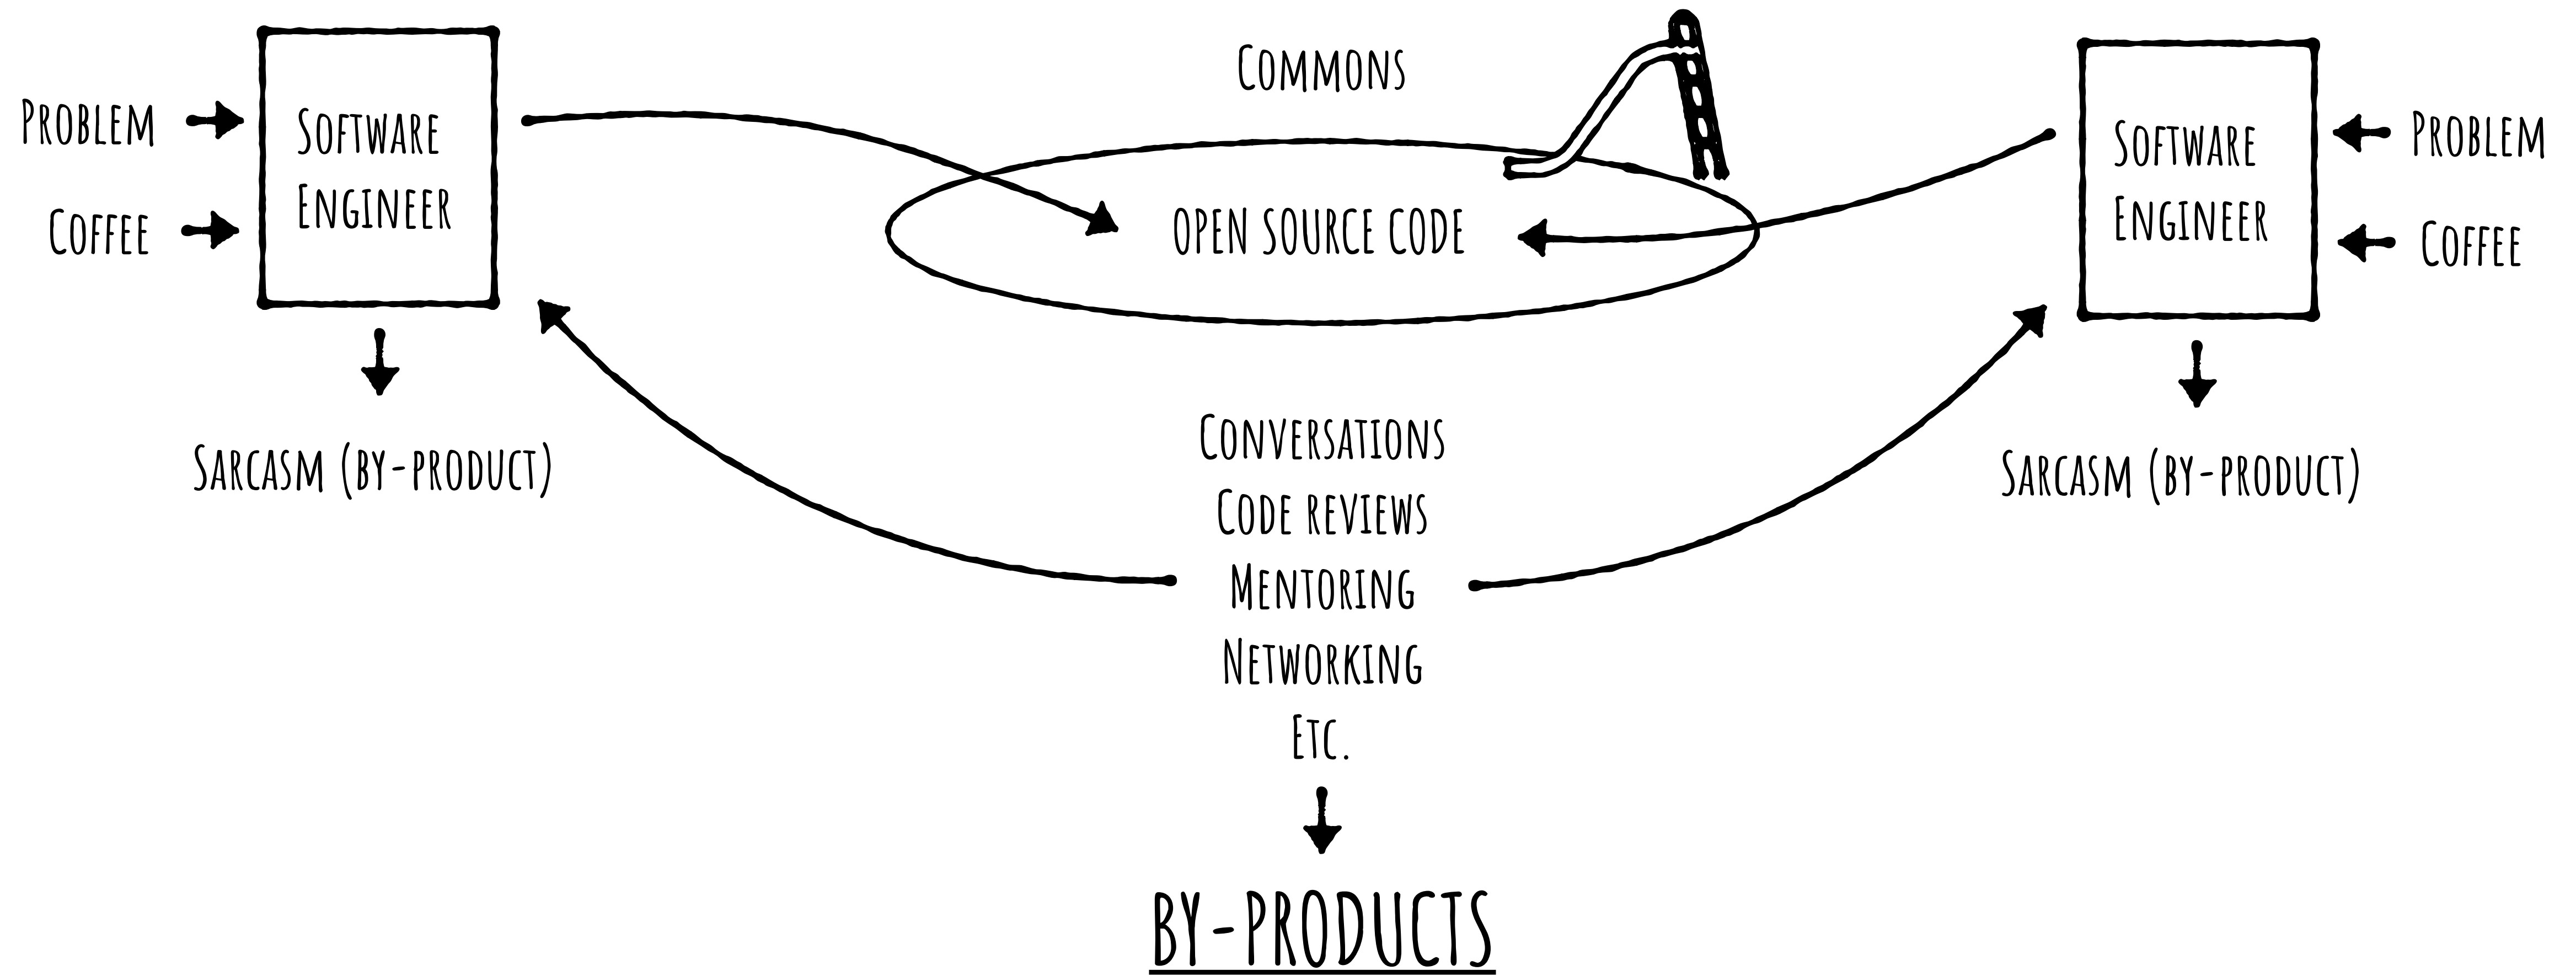 Commons
Problem
Coffee
Software
Engineer
Open source code
Software
Engineer
Problem
Coffee
Sarcasm (by-product)
Conversations
Code reviews
Mentoring
Networking
Etc.
Sarcasm (by-product)
BY-PRODUCTS